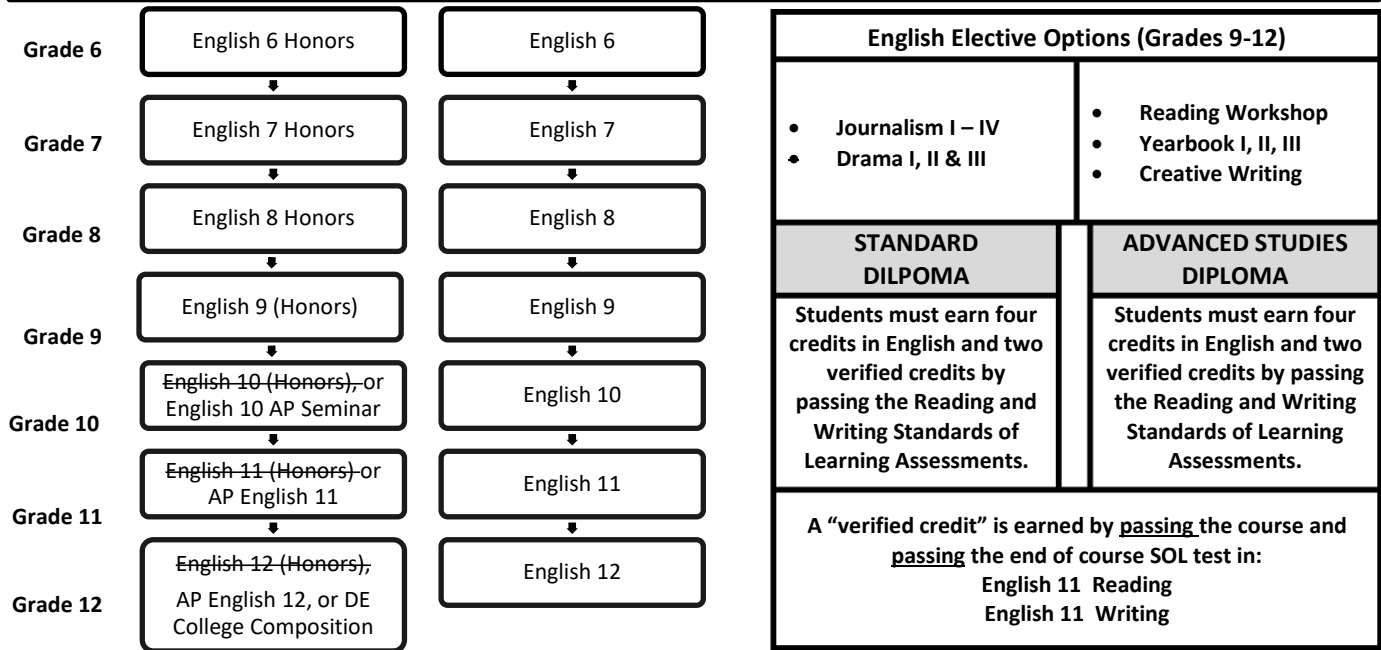 Grade 6
English 6 Honors
English 6
Grade 7
English 7 Honors
English 7
Grade 8
English 8 Honors
English 8
Grade 9
English 9 (Honors)
English 9
Grade 10
English 10 (Honors), or
English 10 AP Seminar
English 10
Grade 11
English 11 (Honors) or
AP English 11
English 11
Grade 12
English 12 (Honors),
AP English 12, or DE
College Composition
English 12
English Elective Options (Grades 9-12)
• Journalism I – IV
• Drama I, II & III
• Reading Workshop
• Yearbook I, II, III
• Creative Writing
STANDARD
DILPOMA
Students must earn four
credits in English and two
verified credits by
passing the Reading and
Writing Standards of
Learning Assessments.
ADVANCED STUDIES
DIPLOMA
Students must earn four
credits in English and two
verified credits by passing
the Reading and Writing
Standards of Learning
Assessments.
A “verified credit” is earned by passing the course and
passing the end of course SOL test in:
English 11 Reading
English 11 Writing